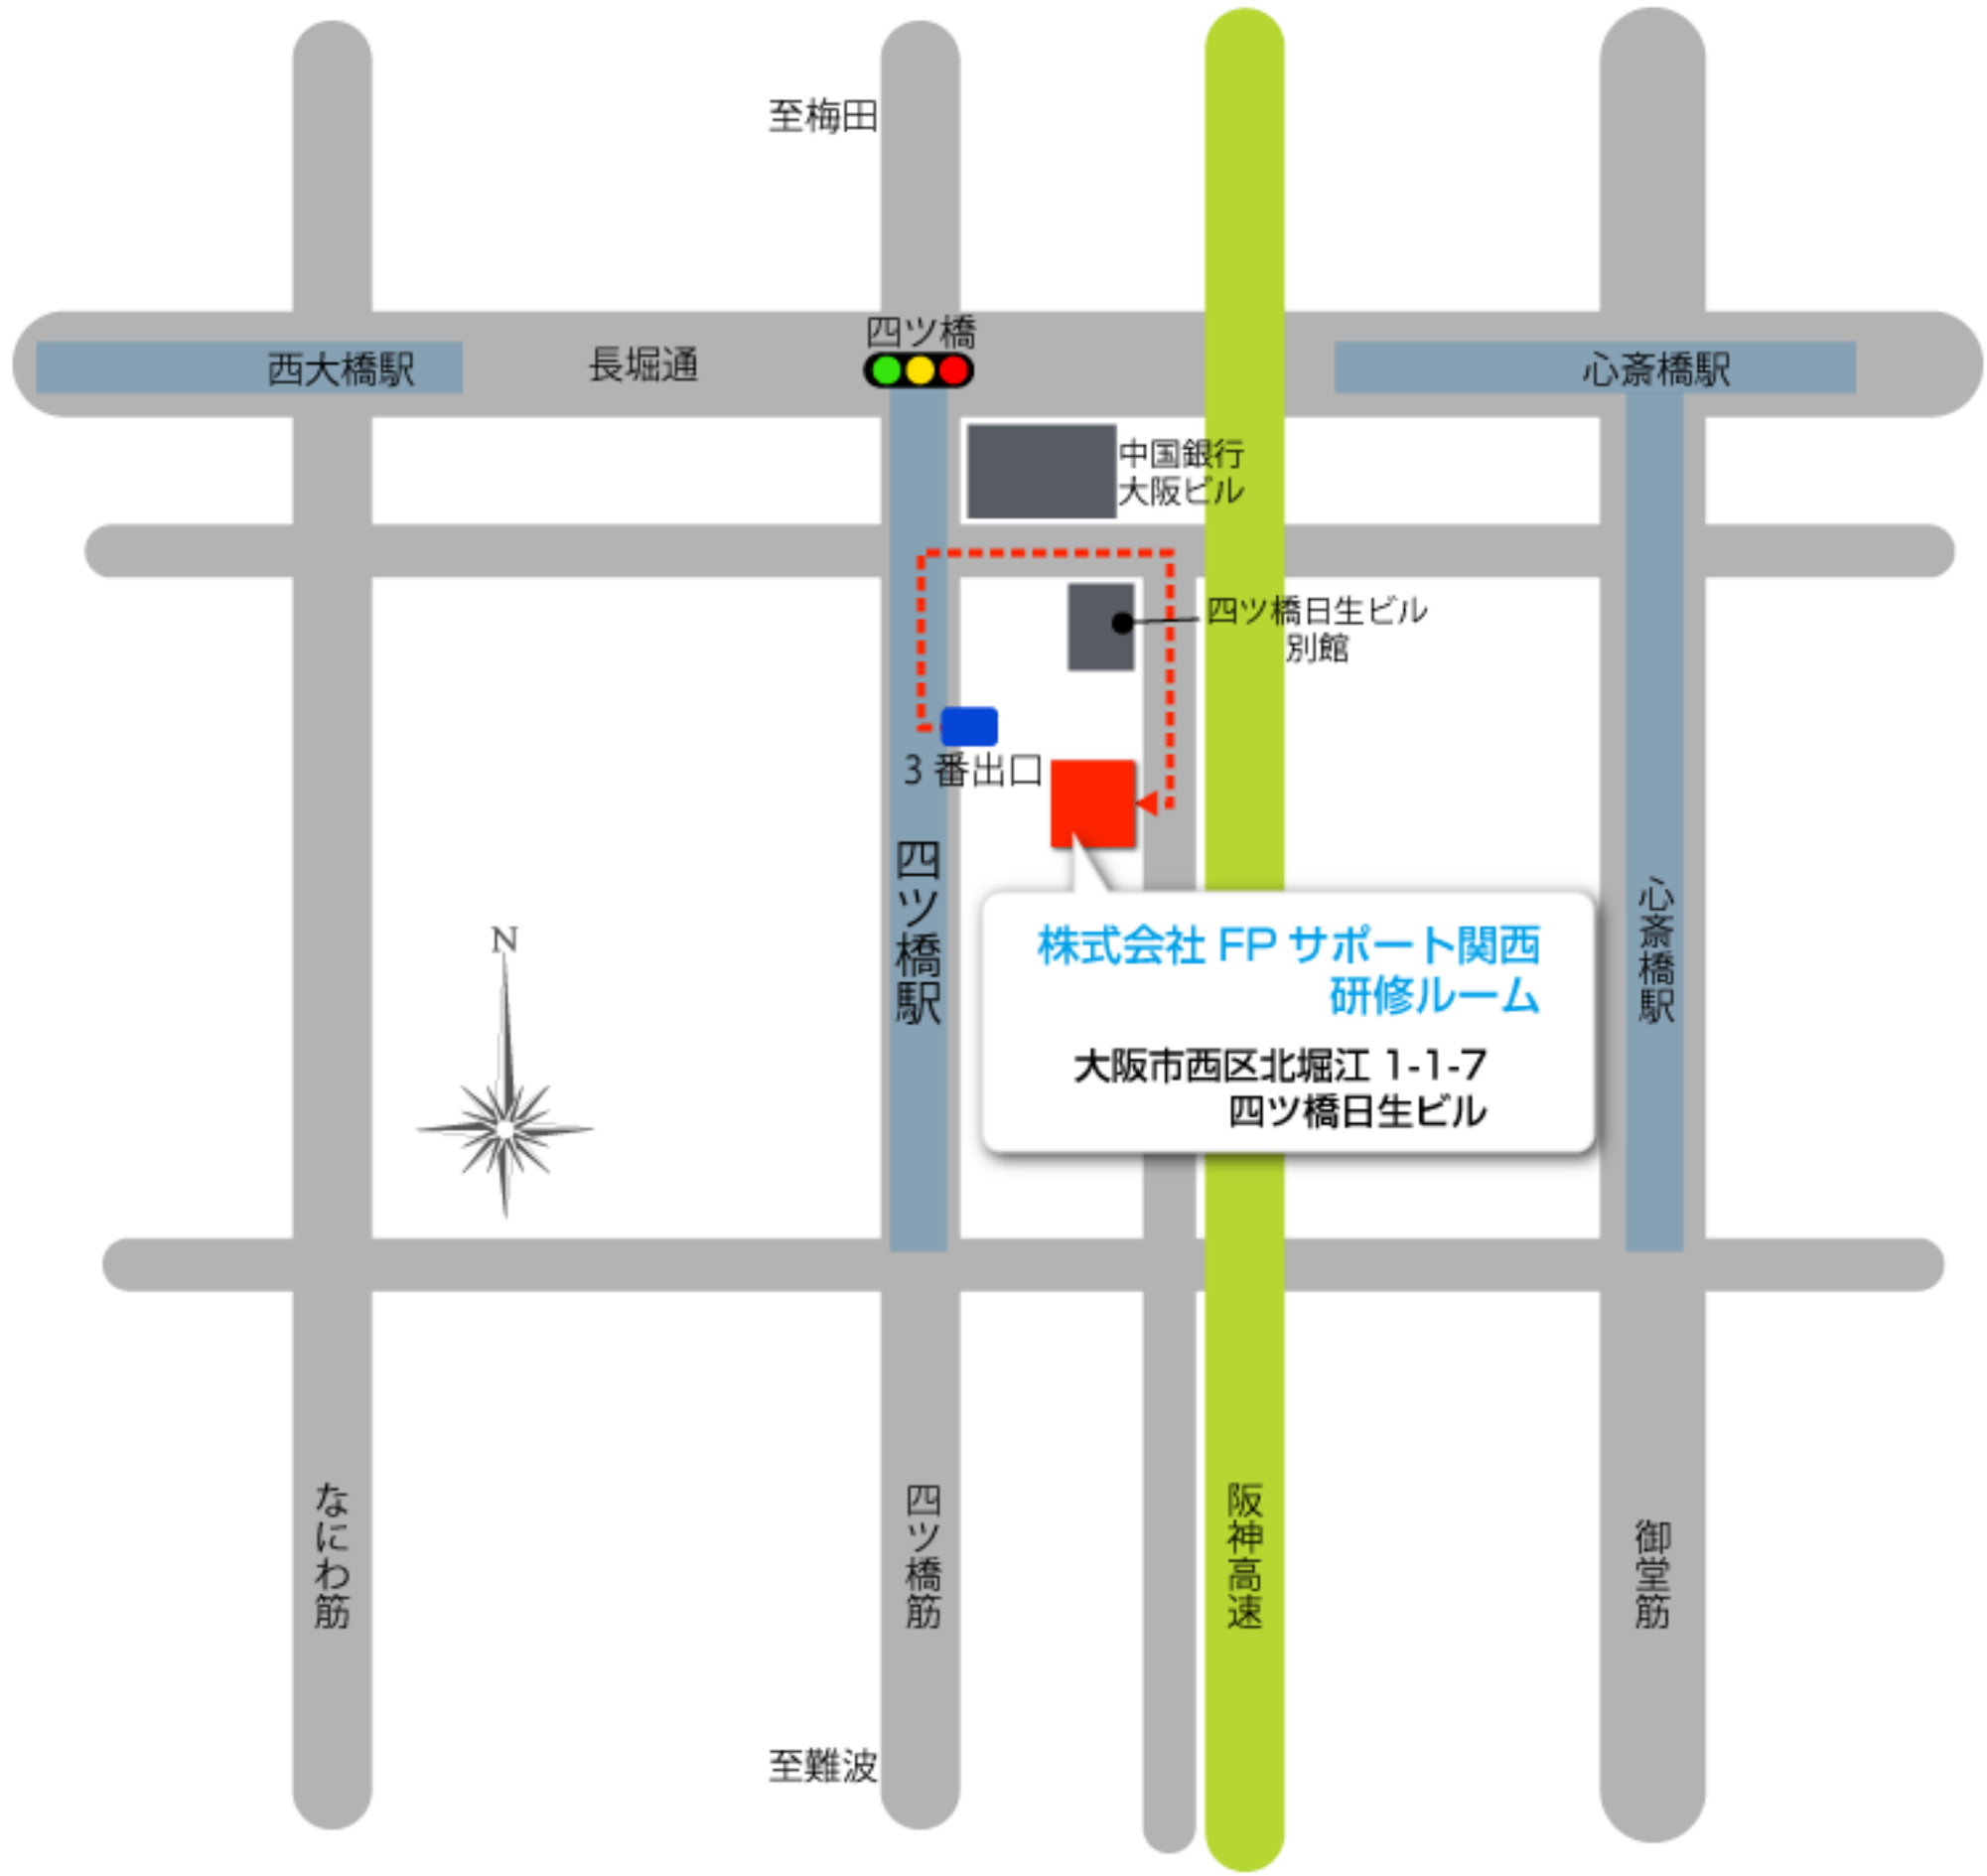 至梅田
四ツ橋
西大橋駅
長堀通
心斎橋駅
中国銀行
大阪ビル
四ツ橋日生ビル
別館
3 番出口
四ツ橋駅
心斎橋駅
N
株式会社 FP サポート関西
研修ルーム
大阪市西区北堀江 1-1-7
四ツ橋日生ビル
なにわ筋
四ツ橋筋
阪神高速
御堂筋
至難波